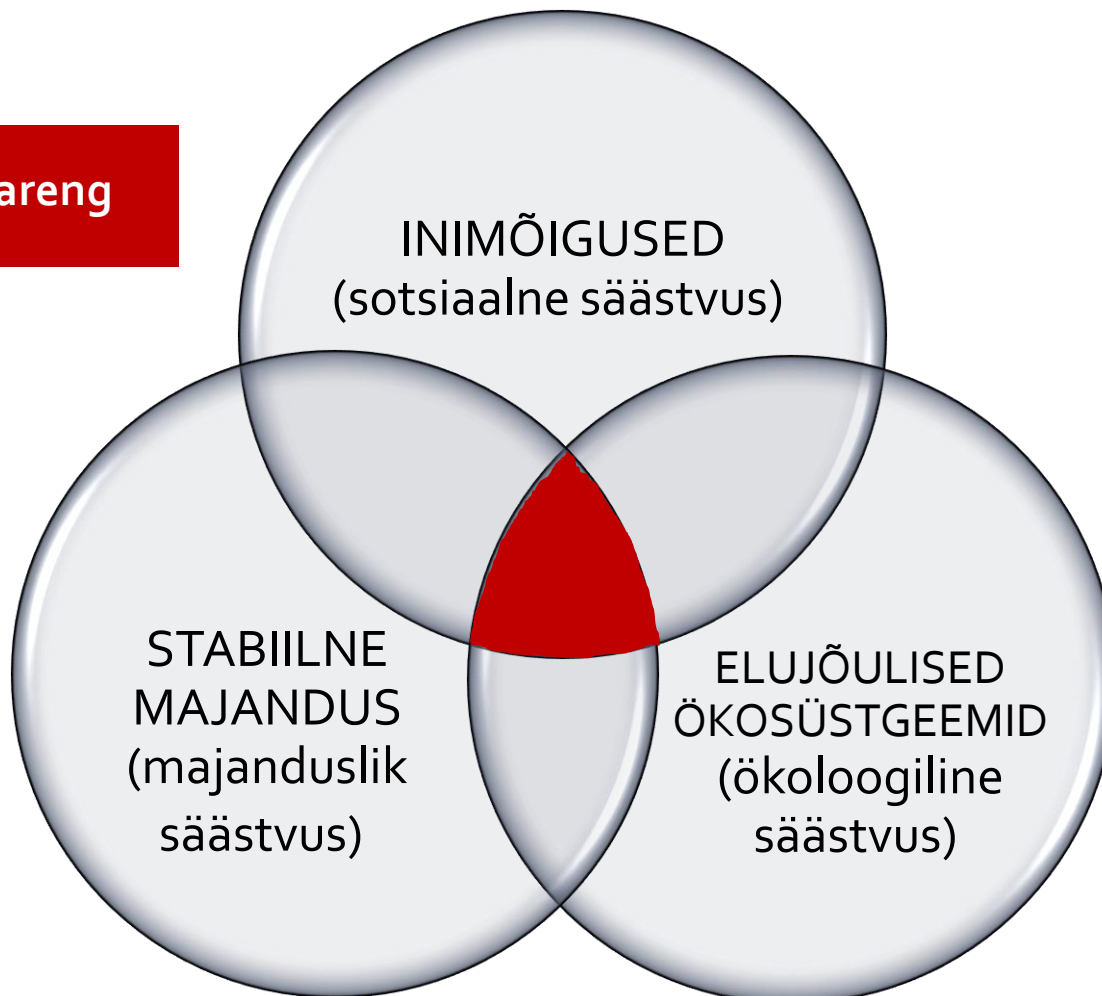 areng
INIMÕIGUSED
(sotsiaalne säästvus)
STABIILNE
MAJANDUS
(majanduslik
säästvus)
ELUJÕULISED
ÖKOSÜSTGEEMID
(ökoloogiline
säästvus)